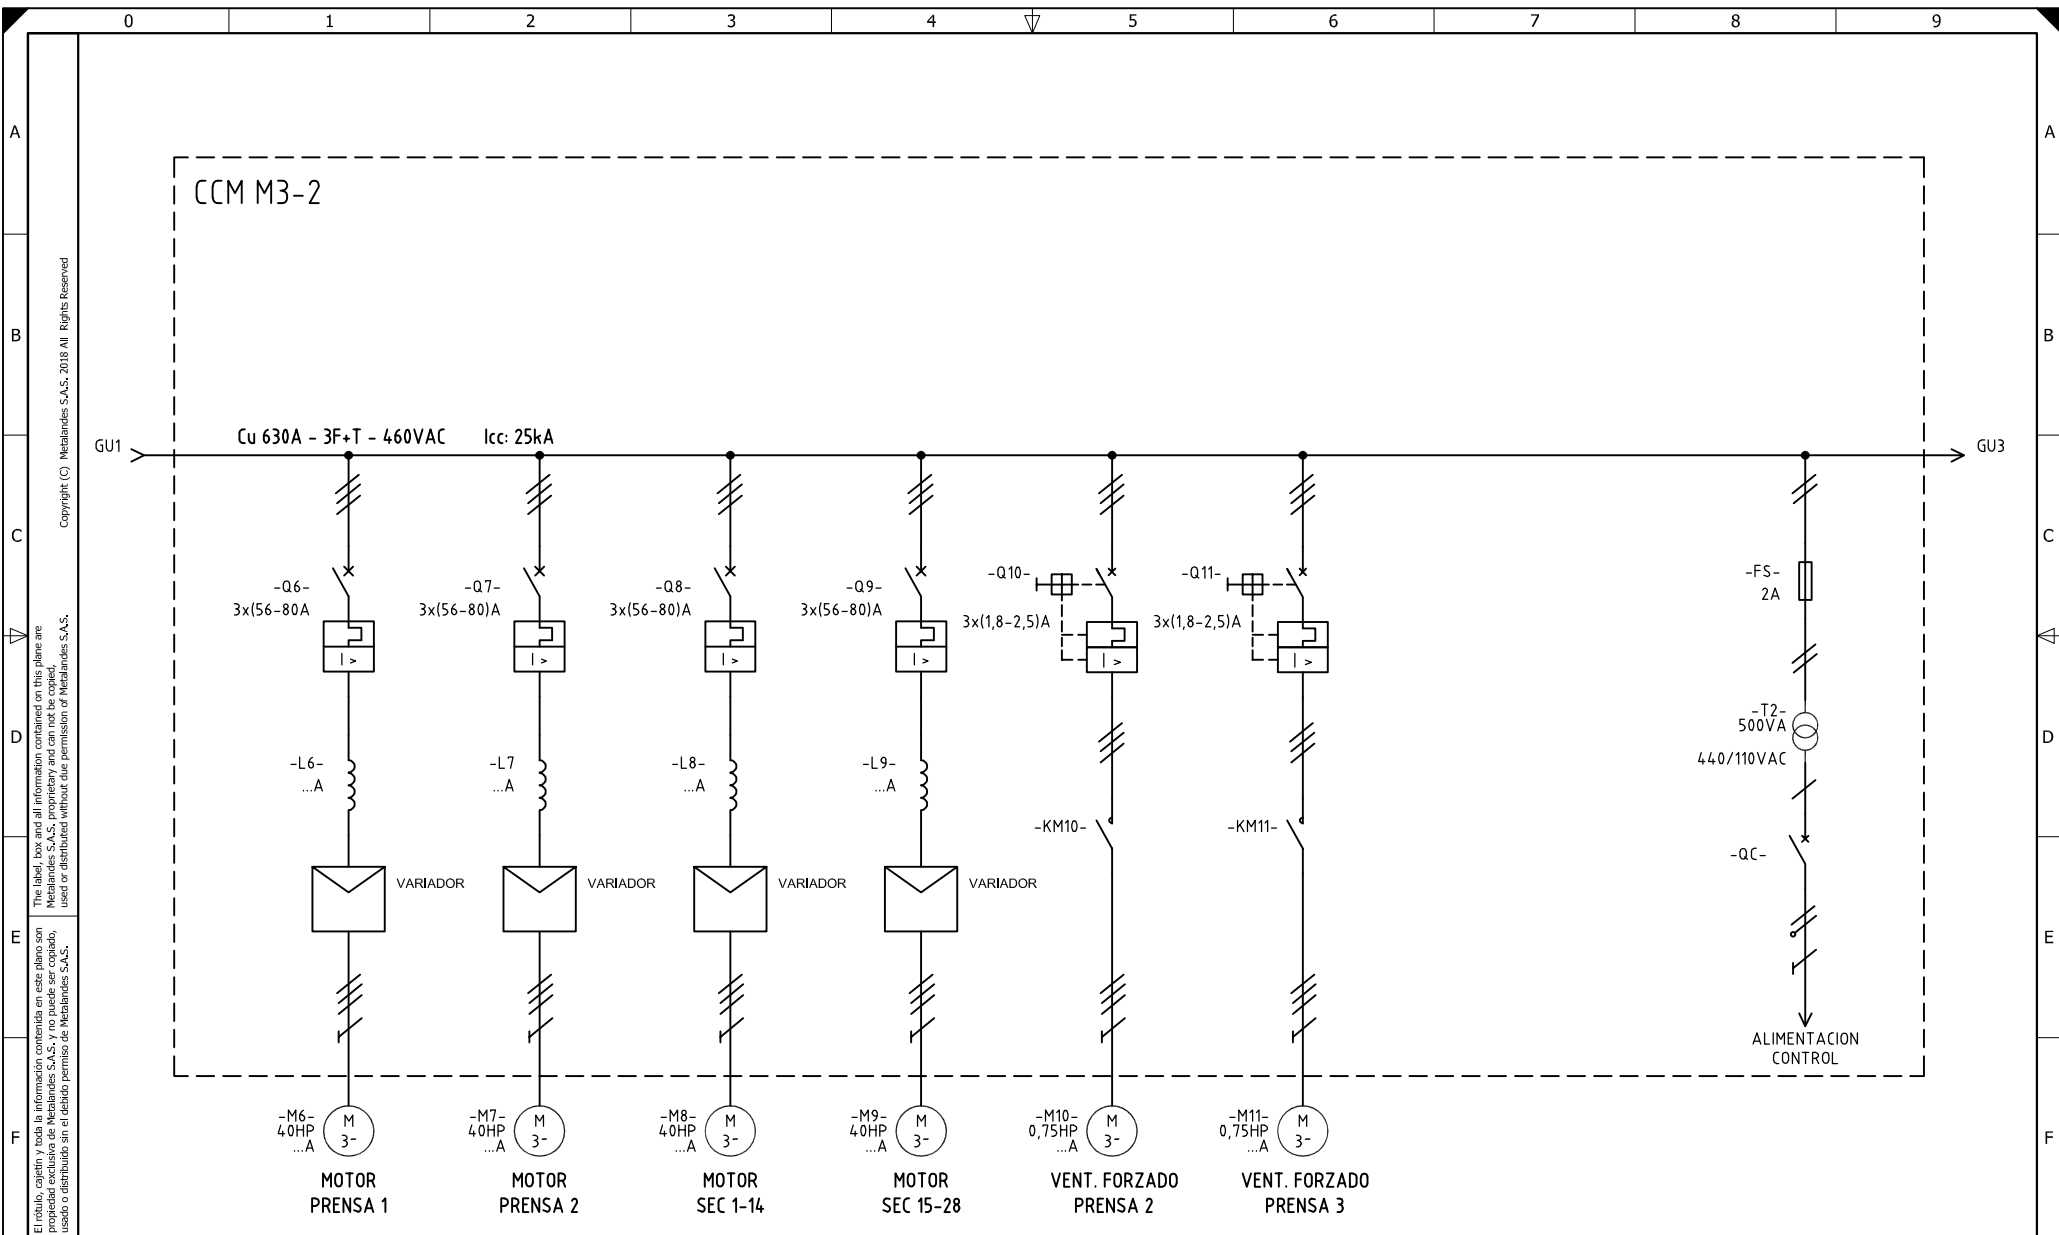 0 1 2 3 4 5 6 7 8 9
A A
B B
C C
D D
E E
F F
Copyright (C) Metalandes S.A.S. 2018 All Rights Reserved
The label, box and all information contained on this plane are
Metalandes S.A.S. proprietary and can not be copied,
used or distributed without due permission of Metalandes S.A.S.
El rótulo, cajetín y toda la información contenida en este plano son
propiedad exclusiva de Metalandes S.A.S. y no puede ser copiado,
usado o distribuido sin el debido permiso de Metalandes S.A.S.
CCM M3-2
GU1
Cu 630A - 3F+T - 460VAC Icc: 25kA
GU3
-Q6-
3x(56-80A
I >
-L6-
...A
VARIADOR
-M6-
40HP
...A
M
3~
MOTOR
PRENSA 1
-Q7-
3x(56-80)A
I >
-L7
...A
VARIADOR
-M7-
40HP
...A
M
3~
MOTOR
PRENSA 2
-Q8-
3x(56-80)A
I >
-L8-
...A
VARIADOR
-M8-
40HP
...A
M
3~
MOTOR
SEC 1-14
-Q9-
3x(56-80)A
I >
-L9-
...A
VARIADOR
-M9-
40HP
...A
M
3~
MOTOR
SEC 15-28
-Q10-
3x(1,8-2,5)A
I >
-KM10-
-M10-
0,75HP
...A
M
3~
VENT. FORZADO
PRENSA 2
-Q11-
3x(1,8-2,5)A
I >
-KM11-
-M11-
0,75HP
...A
M
3~
VENT. FORZADO
PRENSA 3
-FS-
2A
-T2-
500VA
440/110VAC
-QC-
ALIMENTACION
CONTROL